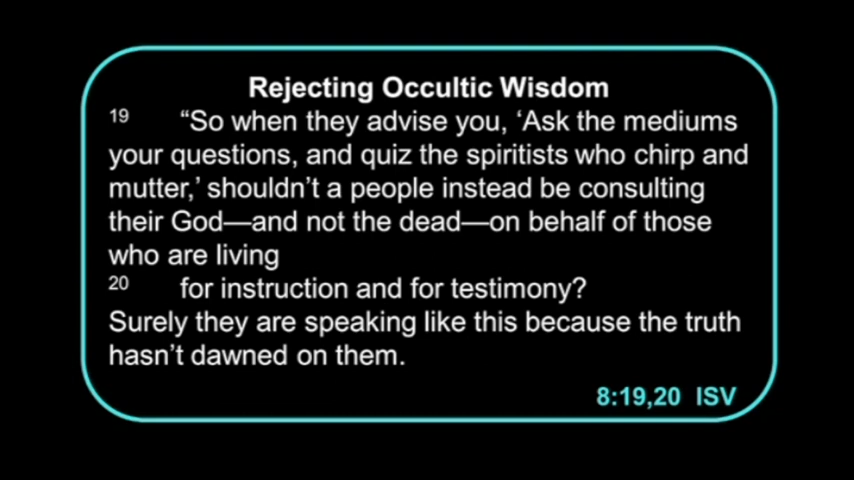 Rejecting Occultic Wisdom
19 “So when they advise you, ‘Ask the mediums
your questions, and quiz the spiritists who chirp and
mutter,’ shouldn’t a people instead be consulting
their God—and not the dead—on behalf of those
who are living
20 for instruction and for testimony?
Surely they are speaking like this because the truth
hasn’t dawned on them.
8:19,20 ISV